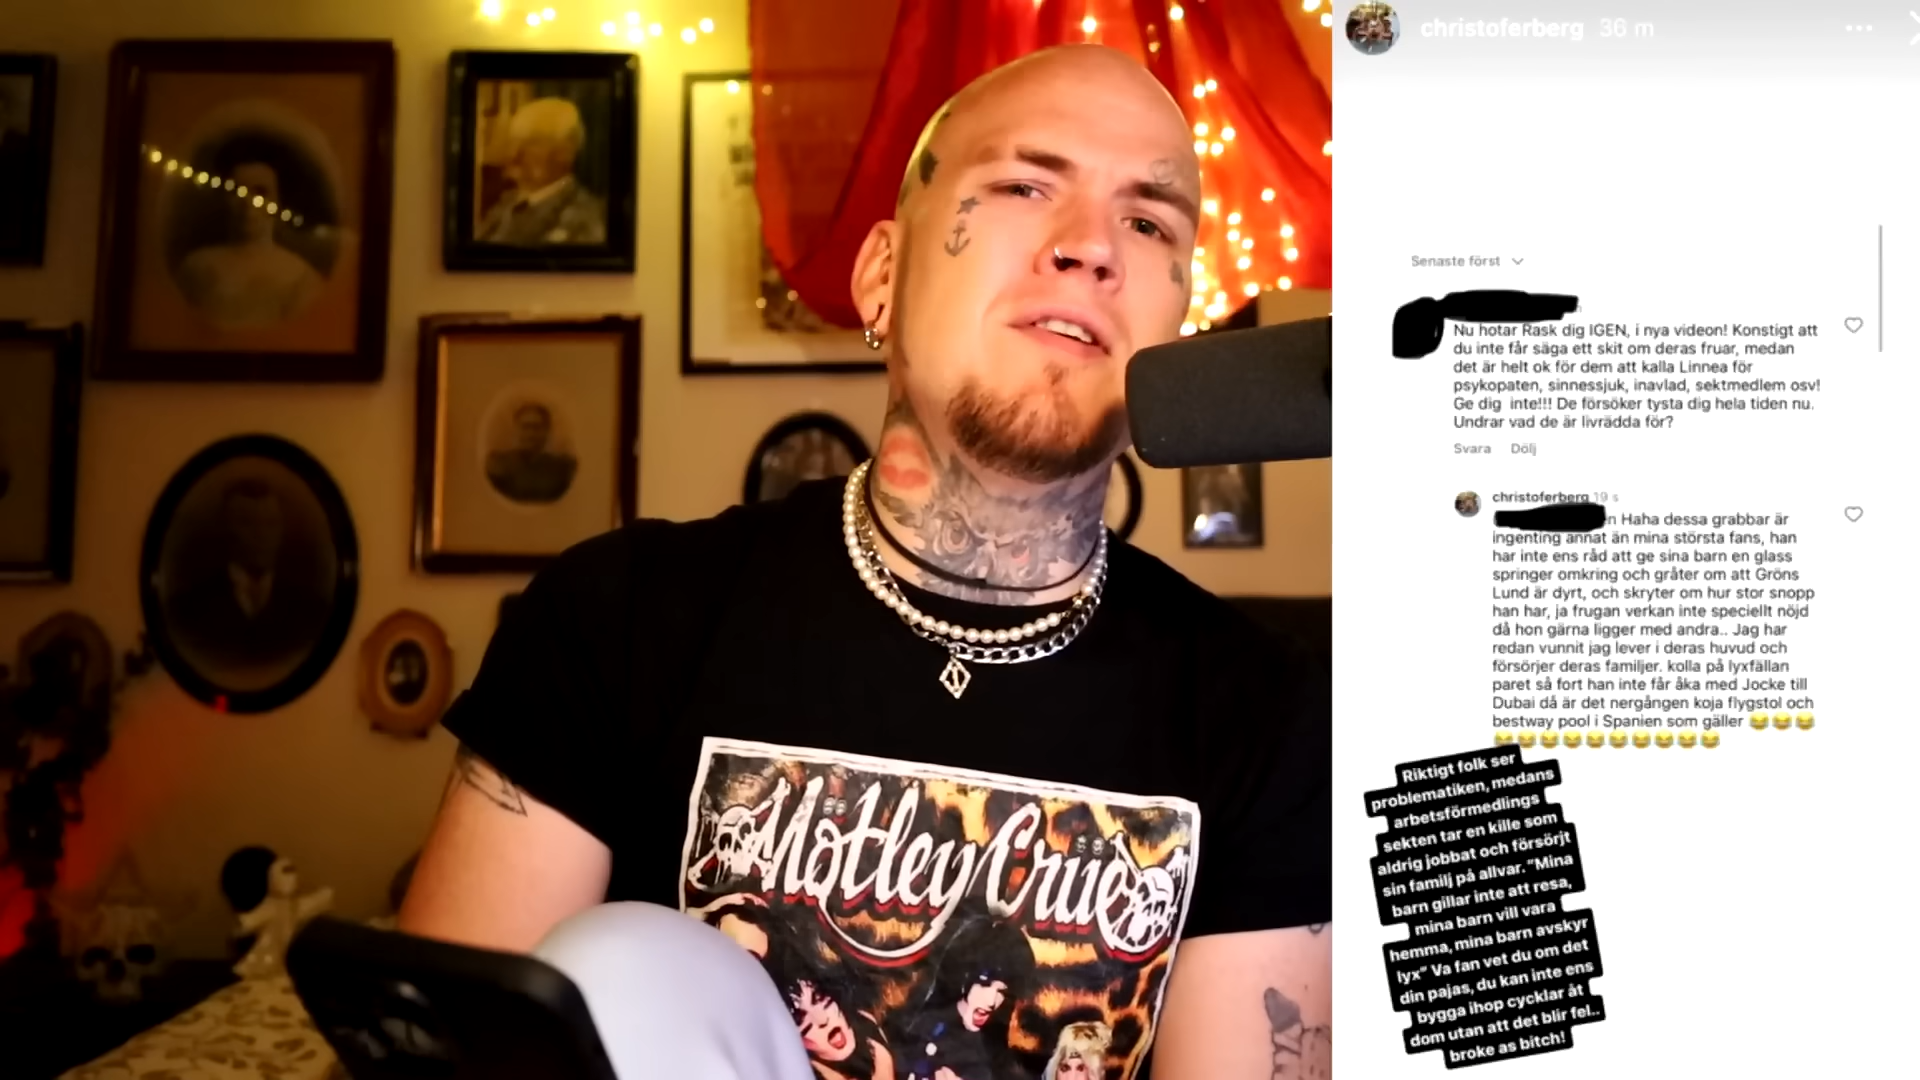 christoferberg 36 m
Senaste först
Nu hotar Rask dig IGEN, i nya videon! Konstigt att
du inte får säga ett skit om deras fruar, medan
det är helt ok för dem att kalla Linnea för
psykopaten, sinnessjuk, inavlad, sektmedlem osv!
Ge dig inte!!! De försöker tysta dig hela tiden nu.
Undrar vad de är livrädda för?
Svara Dölj
christoferberg 19 s
n Haha dessa grabbar är
ingenting annat än mina största fans, han
har inte ens råd att ge sina barn en glass
springer omkring och gråter om att Gröns
Lund är dyrt, och skryter om hur stor snopp
han har, ja frugan verkan inte speciellt nöjd
då hon gärna ligger med andra.. Jag har
redan vunnit jag lever i deras huvud och
försörjer deras familjer. kolla på lyxfällan
paret så fort han inte får åka med Jocke till
Dubai då är det nergången koja flygstol och
bestway pool i Spanien som gäller 😂😂😂
😂😂😂😂😂😂😂😂😂😂
Riktigt folk ser
problematiken, medans
arbetsförmedlings
sekten tar en kille som
aldrig jobbat och försörjt
sin familj på allvar. "Mina
barn gillar inte att resa,
mina barn vill vara
hemma, mina barn avskyr
lyx" Va fan vet du om det
din pajas, du kan inte ens
bygga ihop cycklar åt
dom utan att det blir fel..
broke as bitch!
Mötley Crüe